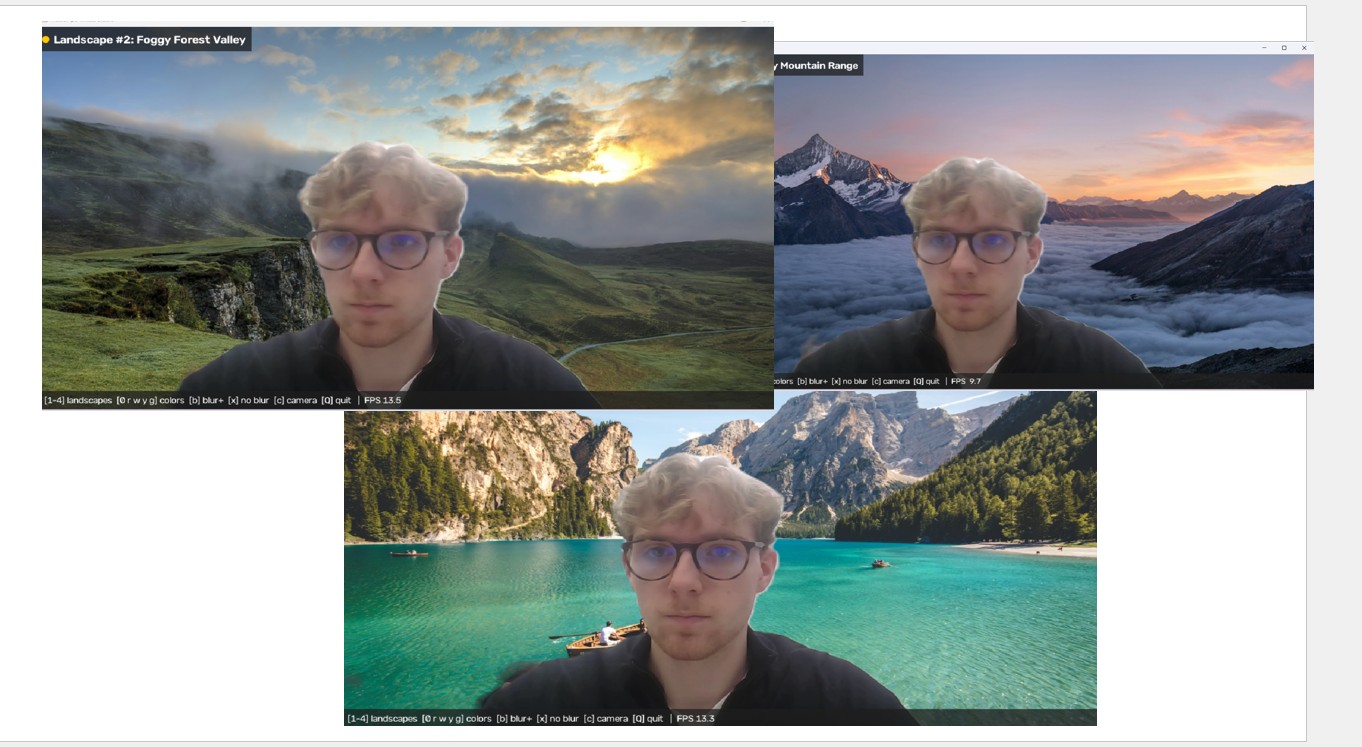 Landscape #2: Foggy Forest Valley
y Mountain Range
[1-4] landscapes [0 r w y g] colors [b] blur+ [x] no blur [c] camera [Q] quit | FPS 13.5
colors [b] blur+ [x] no blur [c] camera [Q] quit | FPS 9.7
[1-4] landscapes [0 r w y g] colors [b] blur+ [x] no blur [c] camera [Q] quit | FPS 13.3